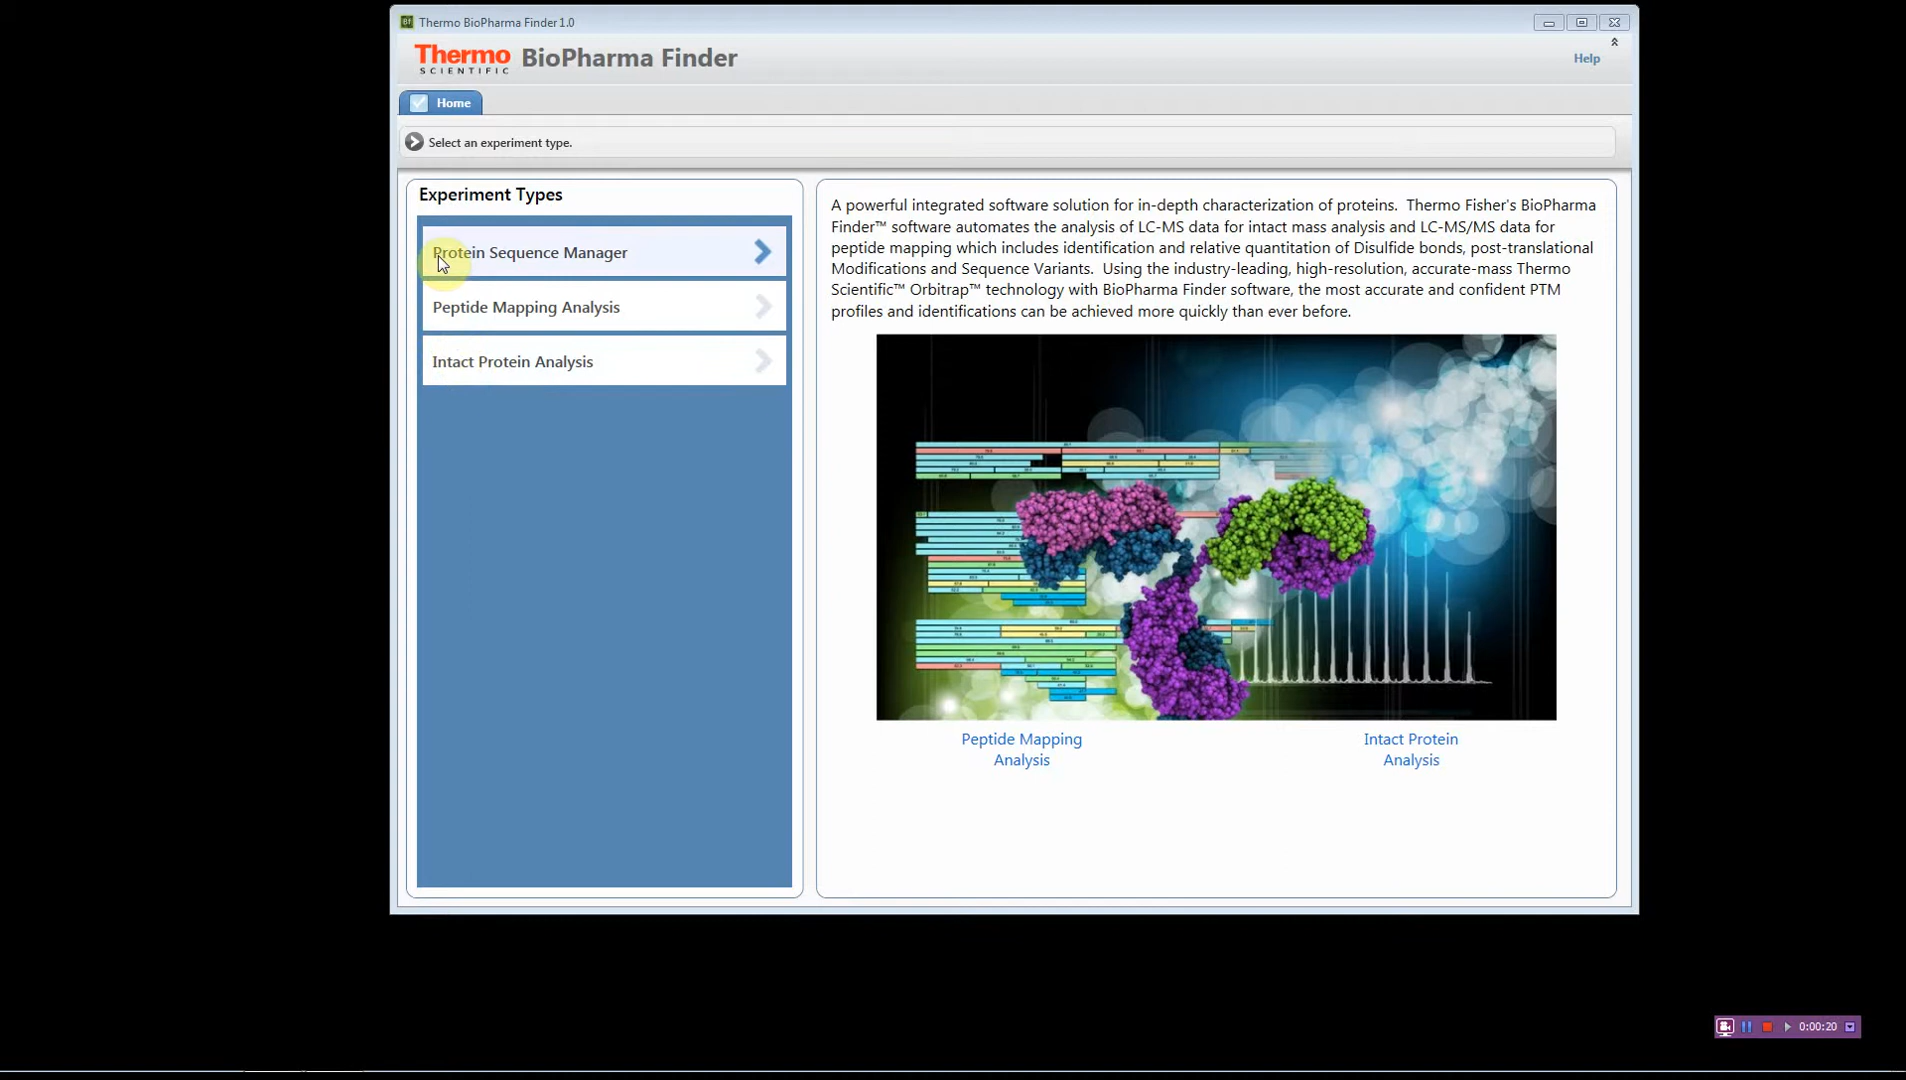 Thermo BioPharma Finder 1.0
Thermo
SCIENTIFIC
BioPharma Finder
Help
Home
Select an experiment type.
Experiment Types
Protein Sequence Manager
Peptide Mapping Analysis
Intact Protein Analysis
A powerful integrated software solution for in-depth characterization of proteins. Thermo Fisher's BioPharma
Finder™ software automates the analysis of LC-MS data for intact mass analysis and LC-MS/MS data for
peptide mapping which includes identification and relative quantitation of Disulfide bonds, post-translational
Modifications and Sequence Variants. Using the industry-leading, high-resolution, accurate-mass Thermo
Scientific™ Orbitrap™ technology with BioPharma Finder software, the most accurate and confident PTM
profiles and identifications can be achieved more quickly than ever before.
Peptide Mapping
Analysis
Intact Protein
Analysis
0:00:20